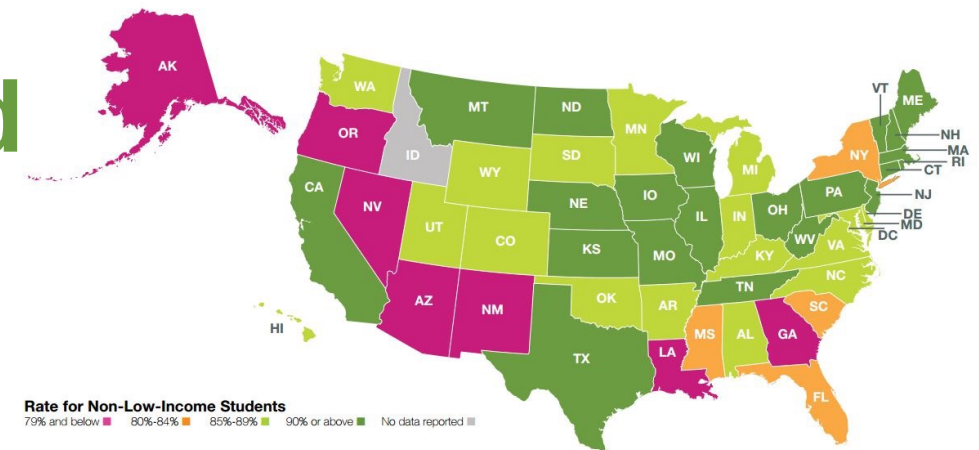 AK
WA
OR
ID
MT
ND
MN
WI
MI
NY
VT
ME
NH
MA
RI
CT
NJ
DE
MD
DC
CA
NV
UT
WY
SD
NE
IO
IL
IN
OH
PA
WV
VA
CO
KS
MO
KY
NC
TN
SC
AZ
NM
OK
AR
MS
AL
GA
LA
TX
FL
HI
Rate for Non-Low-Income Students
79% and below 80%-84% 85%-89% 90% or above No data reported